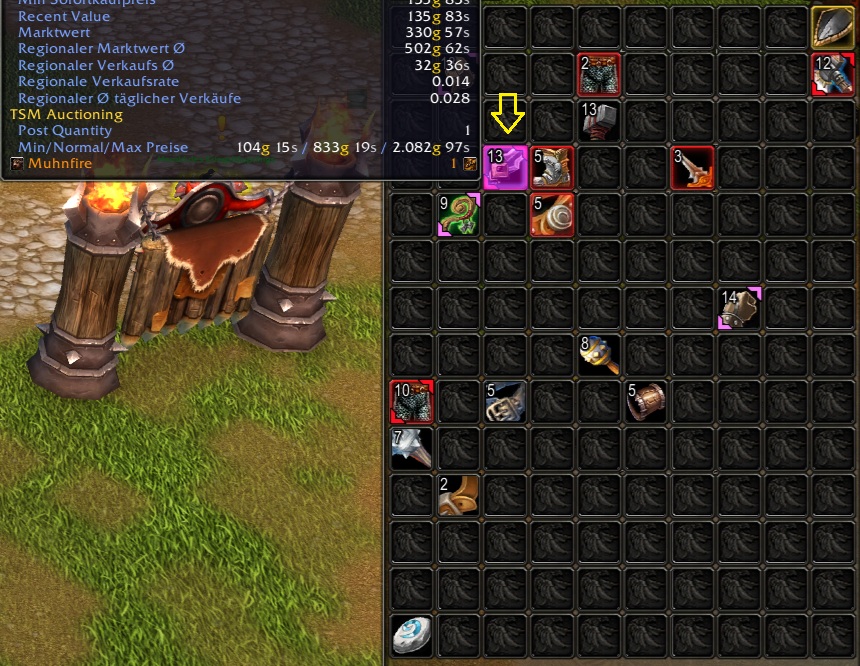 Min Sofortkaufpreis 135g 83s
Recent Value 135g 83s
Marktwert 330g 57s
Regionaler Marktwert Ø 502g 62s
Regionaler Verkaufs Ø 32g 36s
Regionale Verkaufsrate 0.014
Regionaler Ø täglicher Verkäufe 0.028
TSM Auctioning
Post Quantity 1
Min/Normal/Max Preise 104g 15s / 833g 19s / 2.082g 97s
Muhnfire 1
2 12
13
13 5 3
9 5
14
8
10 5 5
7
2